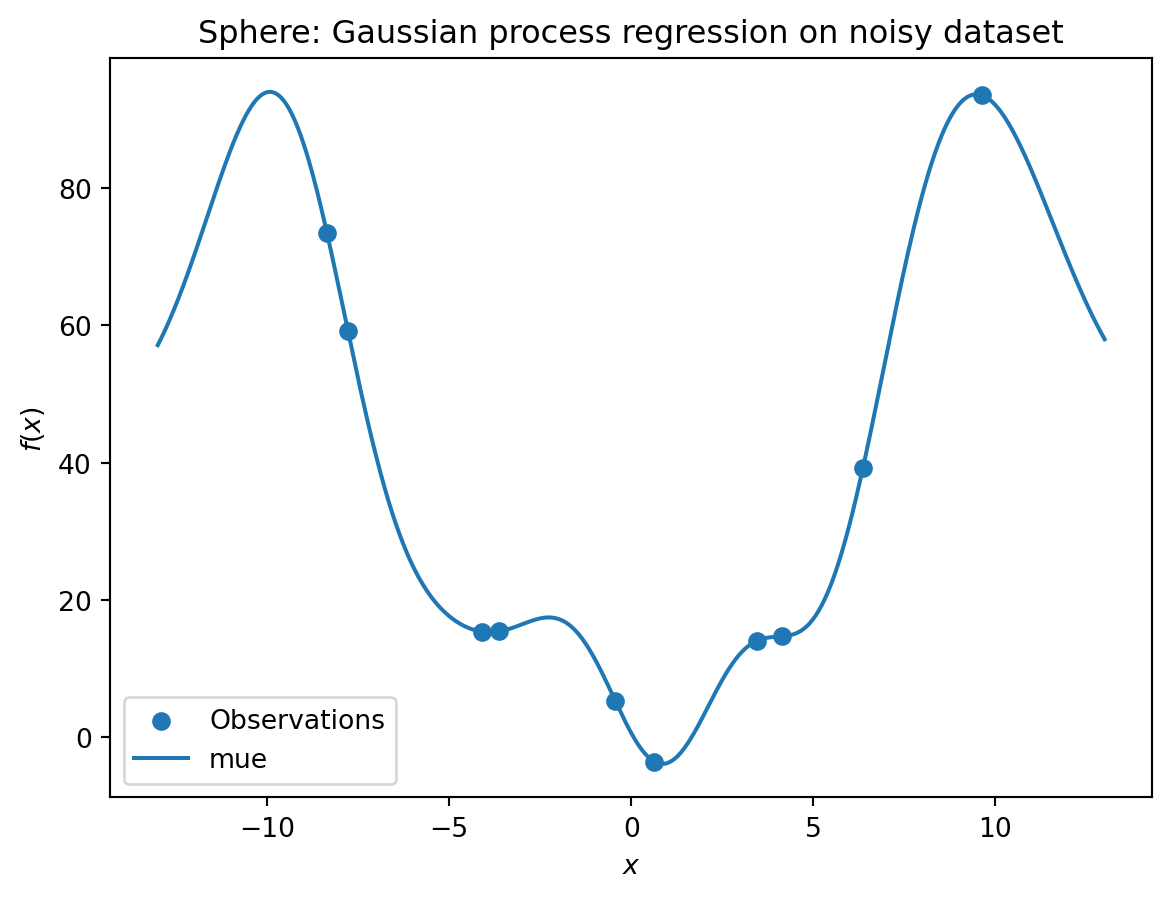 Sphere: Gaussian process regression on noisy dataset
f(x)
80
60
40
20
0
Observations
mue
−10
−5
0
5
10
x